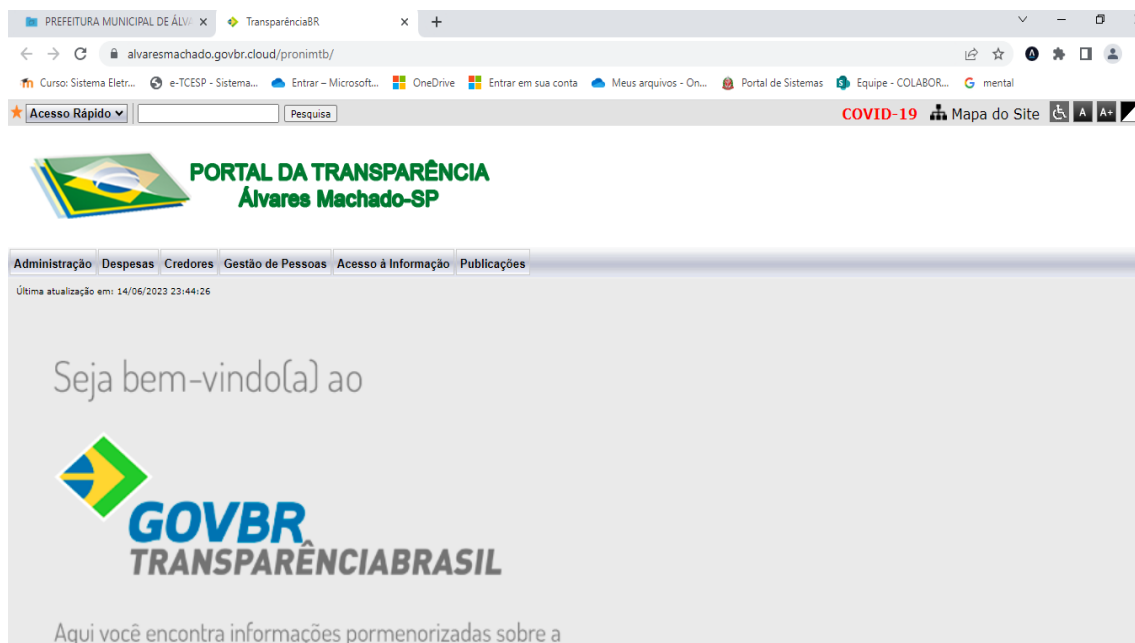 PREFEITURA MUNICIPAL DE ÁLVA
TransparênciaBR
alvaresmachado.govbr.cloud/pronimtb/
Curso: Sistema Eletr... e-TCESP - Sistema... Entrar – Microsoft... OneDrive Entrar em sua conta Meus arquivos - On... Portal de Sistemas Equipe - COLABOR... mental
Acesso Rápido Pesquisa COVID-19 Mapa do Site A A+
PORTAL DA TRANSPARÊNCIA
Álvares Machado-SP
Administração Despesas Credores Gestão de Pessoas Acesso à Informação Publicações
Última atualização em: 14/06/2023 23:44:26
Seja bem-vindo(a) ao
GOVBR
TRANSPARÊNCIABRASIL
Aqui você encontra informações pormenorizadas sobre a